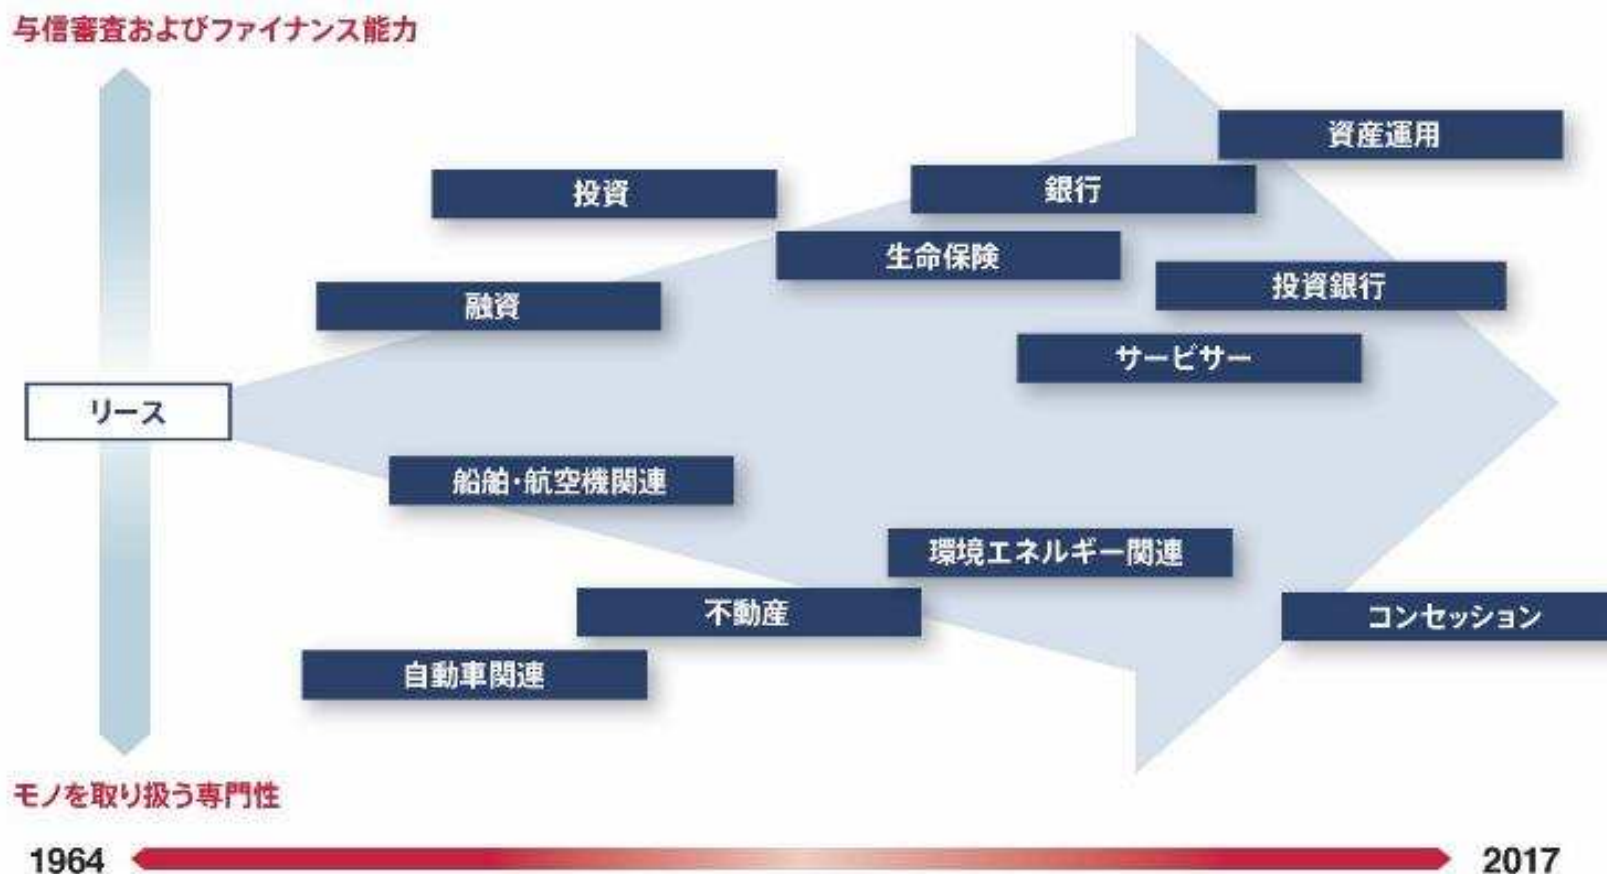 与信審査およびファイナンス能力
資産運用
投資
銀行
生命保険
投資銀行
融資
サービサー
リース
船舶・航空機関連
環境エネルギー関連
不動産
コンセッション
自動車関連
モノを取り扱う専門性
1964
2017